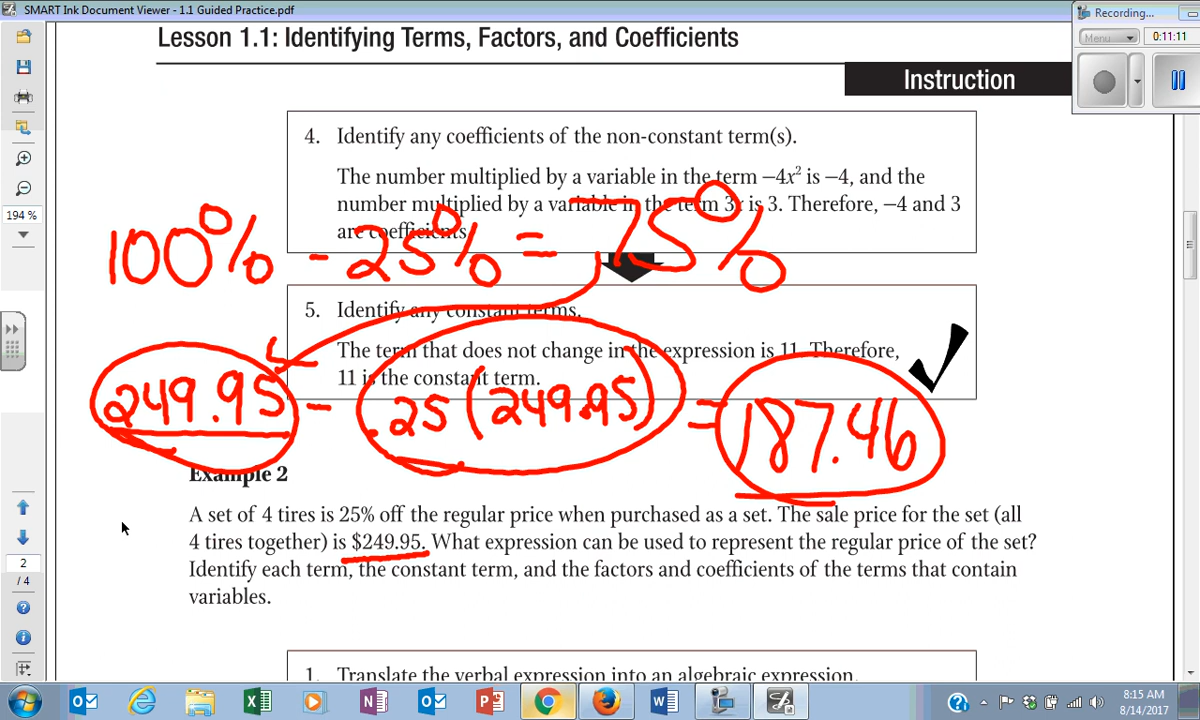 SMART Ink Document Viewer - 1.1 Guided Practice.pdf
Recording...
Menu
0:11:11
Lesson 1.1: Identifying Terms, Factors, and Coefficients
Instruction
194 %
4. Identify any coefficients of the non-constant term(s).
The number multiplied by a variable in the term –4x² is –4, and the
number multiplied by a variable in the term 3x is 3. Therefore, –4 and 3
are coefficients.
100% - 25% = 75%
5. Identify any constant terms.
The term that does not change in the expression is 11. Therefore,
11 is the constant term.
249.95 - .25(249.95) = 187.46
Example 2
A set of 4 tires is 25% off the regular price when purchased as a set. The sale price for the set (all
4 tires together) is $249.95. What expression can be used to represent the regular price of the set?
Identify each term, the constant term, and the factors and coefficients of the terms that contain
variables.
2
/ 4
1. Translate the verbal expression into an algebraic expression.
8:15 AM
8/14/2017